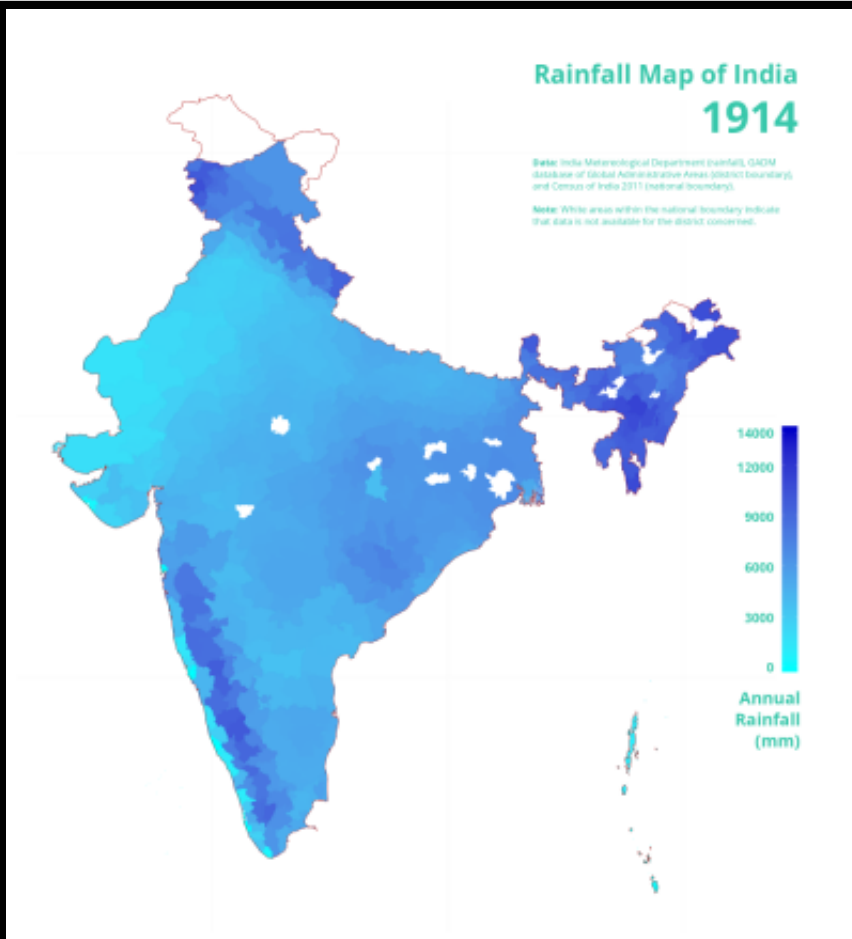 Rainfall Map of India
1914
Data: India Metereological Department (rainfall), GADM
database of Global Administrative Areas (district boundary),
and Census of India 2011 (national boundary).
Note: White areas within the national boundary indicate
that data is not available for the district concerned.
14000
12000
9000
6000
3000
0
Annual
Rainfall
(mm)